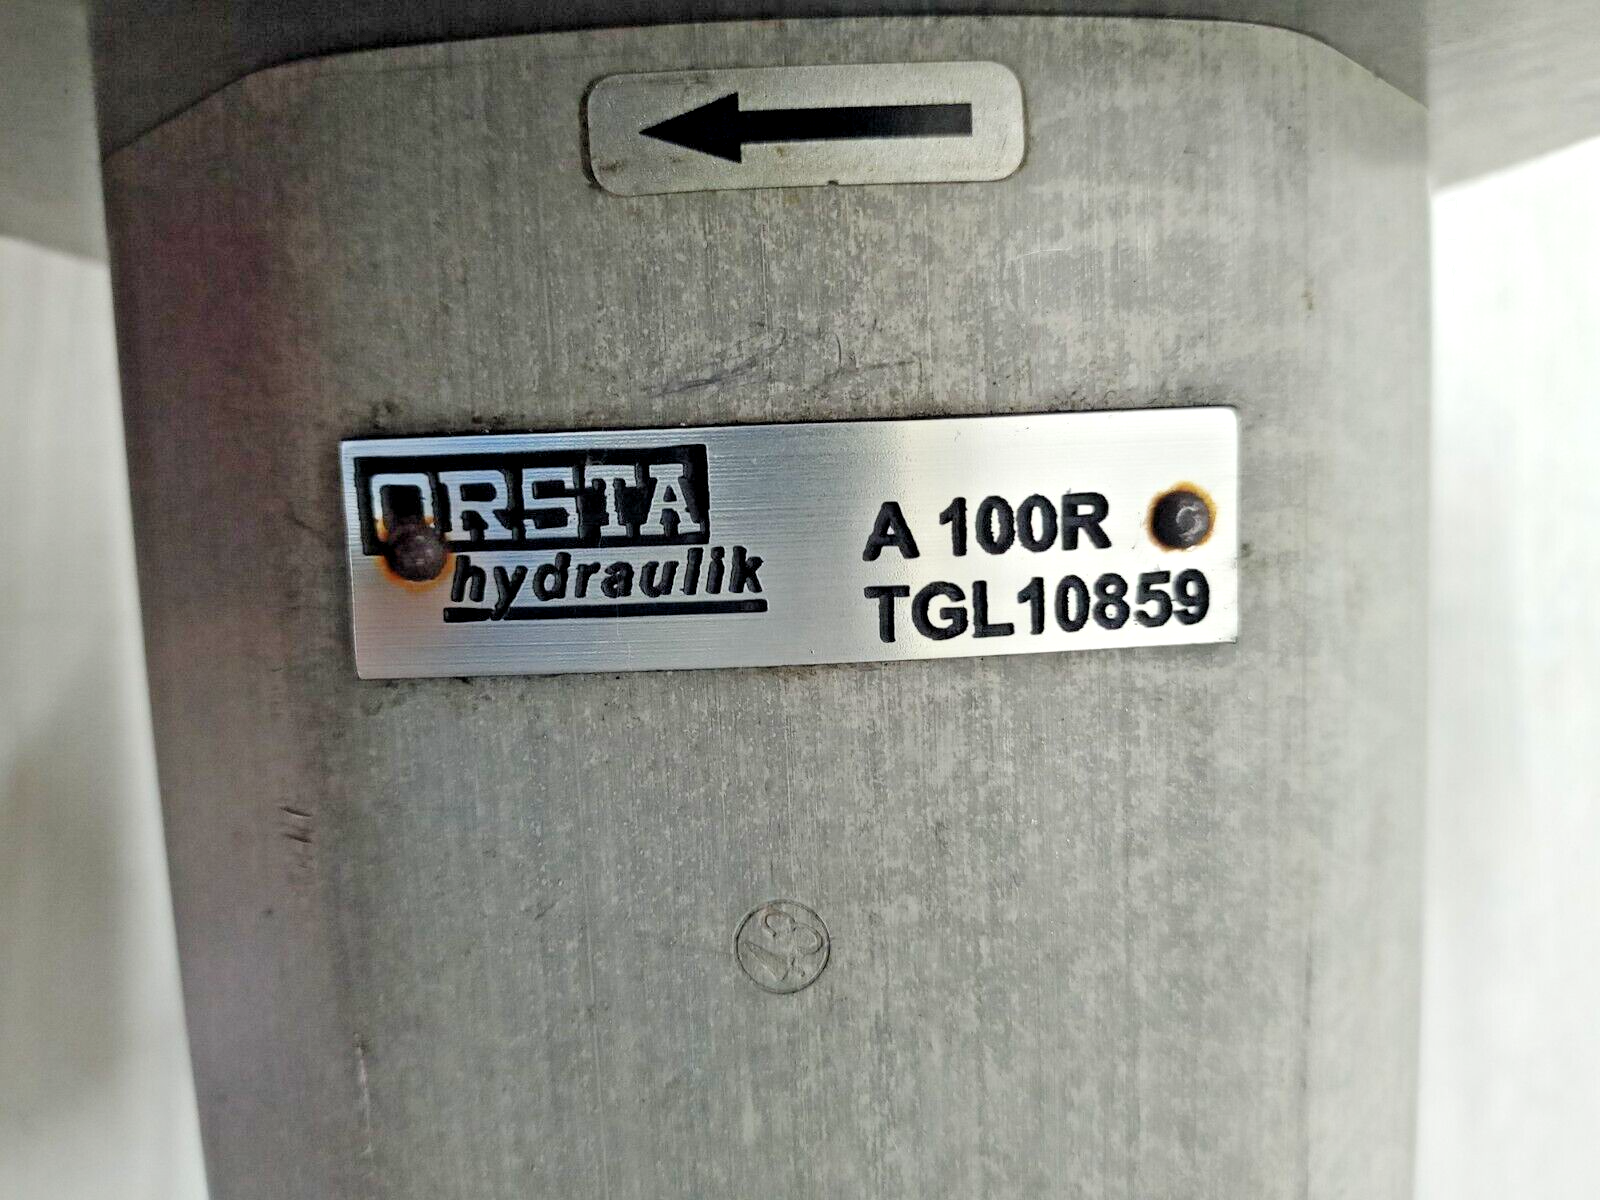 ORSTA
hydraulik
A 100R
TGL10859